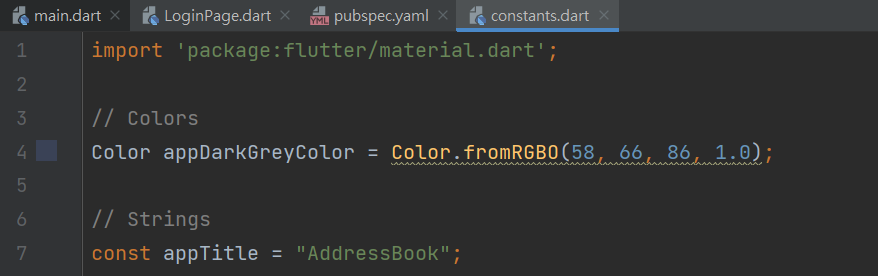 main.dart LoginPage.dart pubspec.yaml constants.dart
1 import 'package:flutter/material.dart';
2
3 // Colors
4 Color appDarkGreyColor = Color.fromRGBO(58, 66, 86, 1.0);
5
6 // Strings
7 const appTitle = "AddressBook";